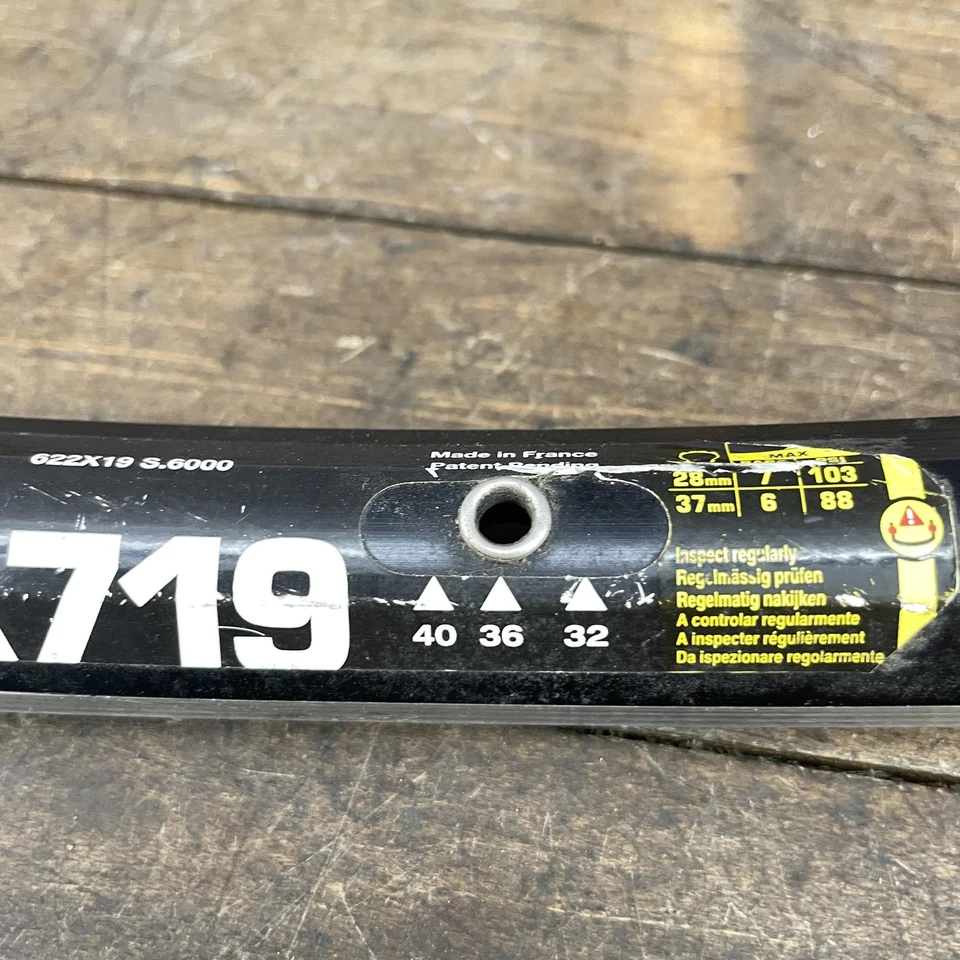 622X19 S.6000
719
Made in France
Patent Pending
40 36 32
MAX
28mm 7 103
37mm 6 88
Inspect regularly
Regelmässig prüfen
Regelmatig nakijken
A controlar regularmente
A inspecter régulièrement
Da ispezionare regolarmente